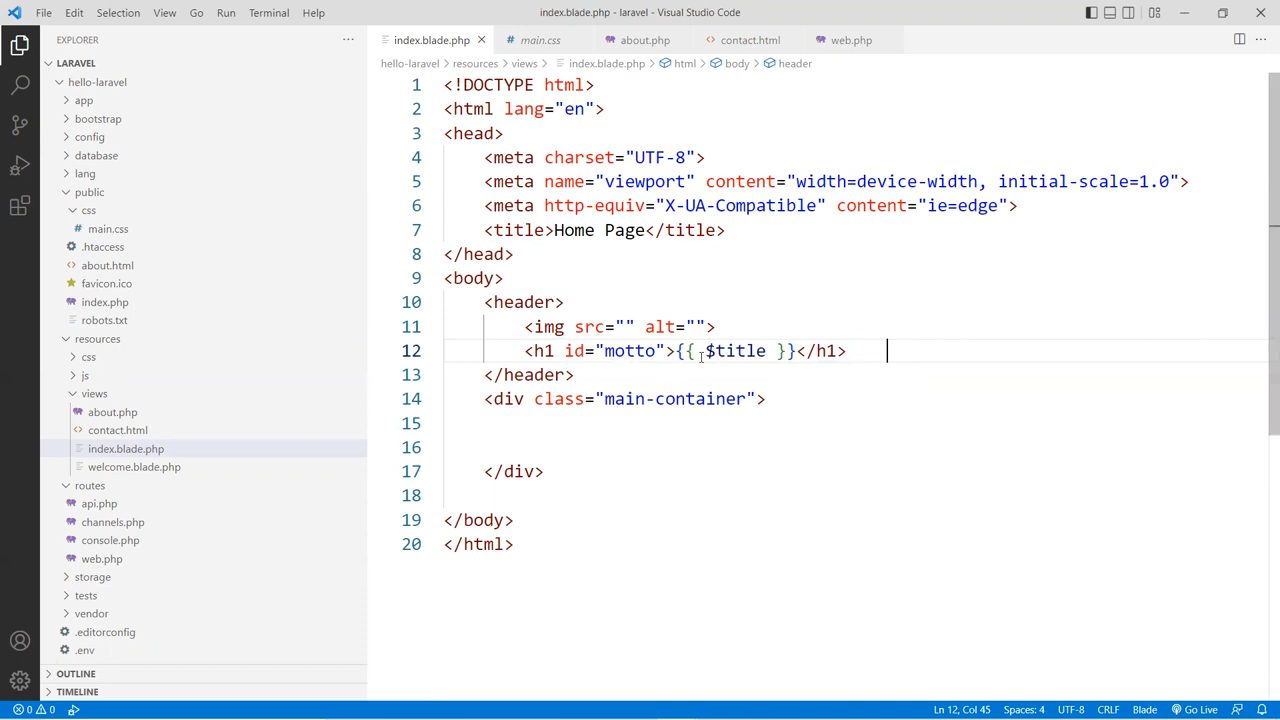 File Edit Selection View Go Run Terminal Help index.blade.php - laravel - Visual Studio Code
EXPLORER
LARAVEL
hello-laravel
app
bootstrap
config
database
lang
public
css
main.css
.htaccess
about.html
favicon.ico
index.php
robots.txt
resources
css
js
views
about.php
contact.html
index.blade.php
welcome.blade.php
routes
api.php
channels.php
console.php
web.php
storage
tests
vendor
.editorconfig
.env
OUTLINE
TIMELINE
index.blade.php main.css about.php contact.html web.php
hello-laravel > resources > views > index.blade.php > html > body > header
1 <!DOCTYPE html>
2 <html lang="en">
3 <head>
4 <meta charset="UTF-8">
5 <meta name="viewport" content="width=device-width, initial-scale=1.0">
6 <meta http-equiv="X-UA-Compatible" content="ie=edge">
7 <title>Home Page</title>
8 </head>
9 <body>
10 <header>
11 <img src="" alt="">
12 <h1 id="motto">{{ $title }}</h1>
13 </header>
14 <div class="main-container">
15
16
17 </div>
18
19 </body>
20 </html>
0 0 Ln 12, Col 45 Spaces: 4 UTF-8 CRLF Blade Go Live